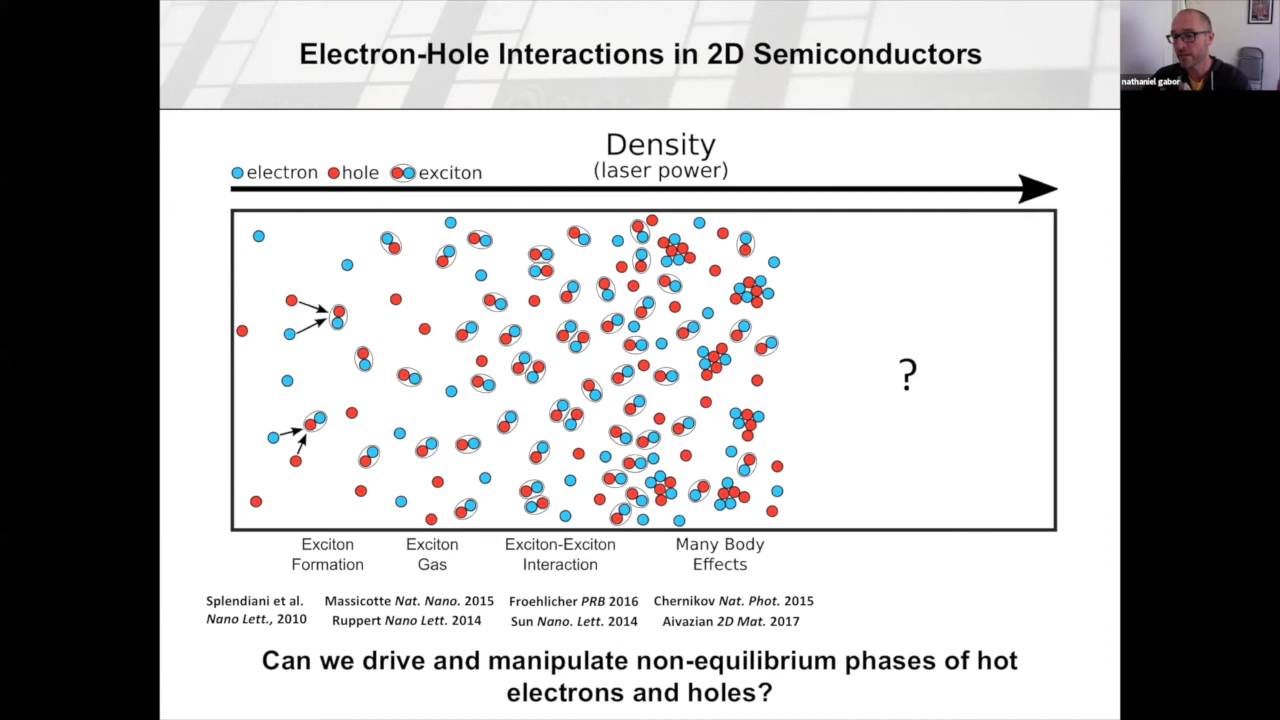 Electron-Hole Interactions in 2D Semiconductors
nathaniel gabor
Density
(laser power)
electron hole exciton
?
Exciton
Formation
Exciton
Gas
Exciton-Exciton
Interaction
Many Body
Effects
Splendiani et al.
Nano Lett., 2010
Massicotte Nat. Nano. 2015
Ruppert Nano Lett. 2014
Froehlicher PRB 2016
Sun Nano. Lett. 2014
Chernikov Nat. Phot. 2015
Aivazian 2D Mat. 2017
Can we drive and manipulate non-equilibrium phases of hot
electrons and holes?